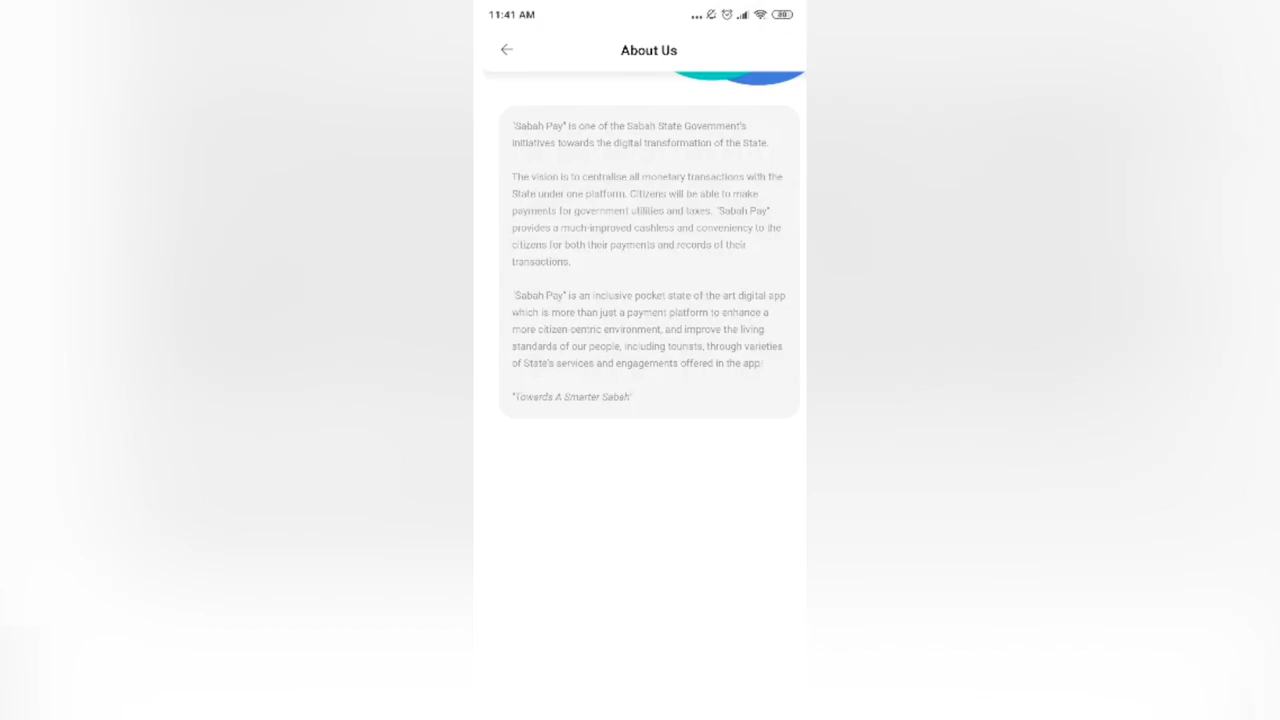 11:41 AM
80
About Us
"Sabah Pay" is one of the Sabah State Government's
initiatives towards the digital transformation of the State.
The vision is to centralise all monetary transactions with the
State under one platform. Citizens will be able to make
payments for government utilities and taxes. "Sabah Pay"
provides a much-improved cashless and conveniency to the
citizens for both their payments and records of their
transactions.
"Sabah Pay" is an inclusive pocket state of the art digital app
which is more than just a payment platform to enhance a
more citizen-centric environment, and improve the living
standards of our people, including tourists, through varieties
of State's services and engagements offered in the app!
"Towards A Smarter Sabah"